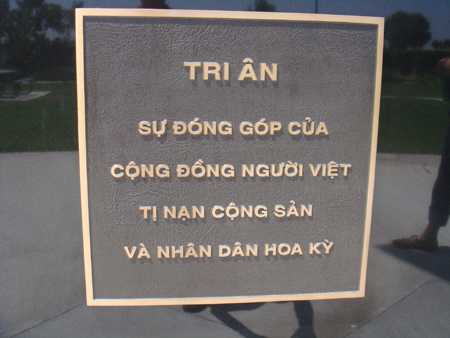 TRI ÂN
SỰ ĐÓNG GÓP CỦA
CỘNG ĐỒNG NGƯỜI VIỆT
TỊ NẠN CỘNG SẢN
VÀ NHÂN DÂN HOA KỲ